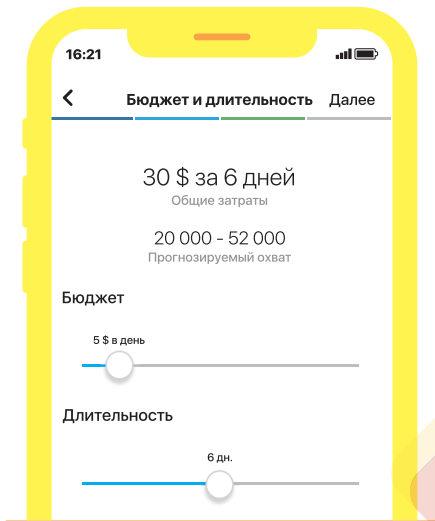 16:21
Бюджет и длительность Далее
30 $ за 6 дней
Общие затраты
20 000 - 52 000
Прогнозируемый охват
Бюджет
5 $ в день
Длительность
6 дн.